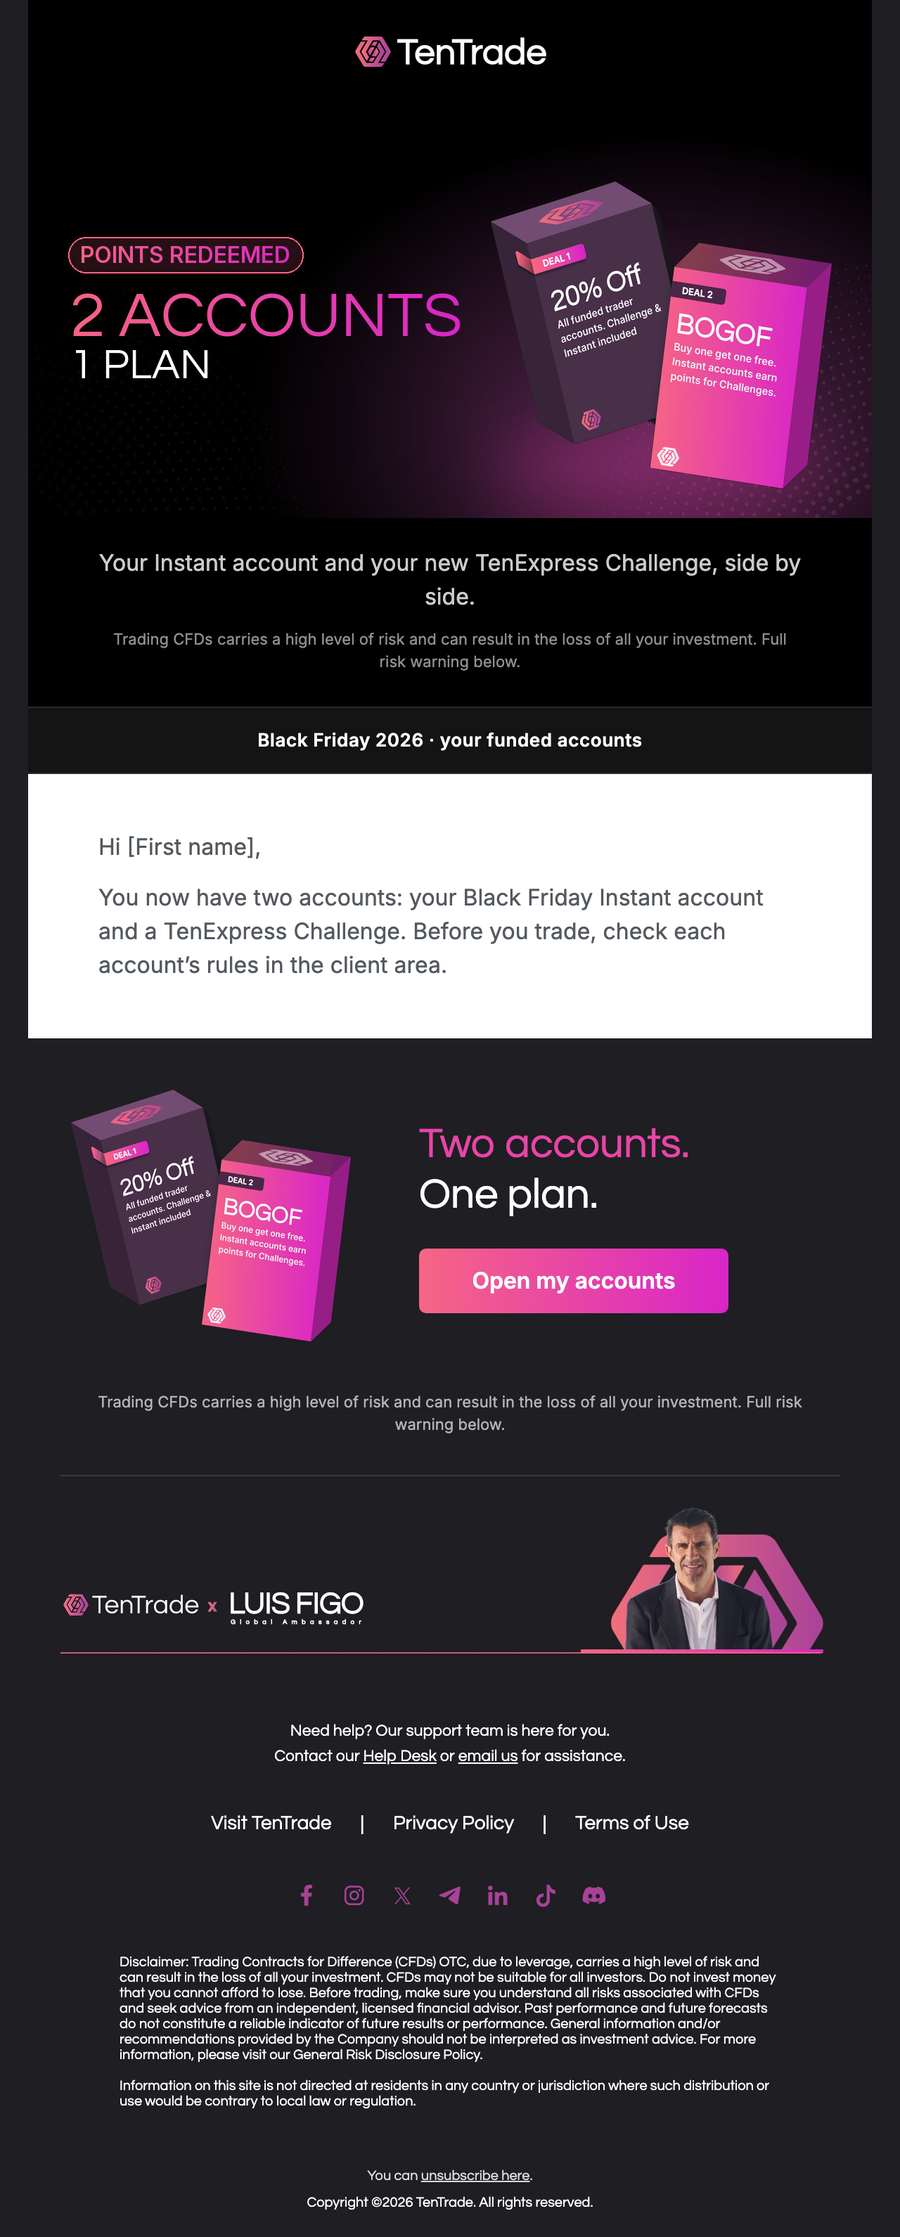 TenTrade
POINTS REDEEMED
2 ACCOUNTS
1 PLAN
DEAL 1
20% Off
All funded trader
accounts. Challenge &
Instant included
DEAL 2
BOGOF
Buy one get one free.
Instant accounts earn
points for Challenges.
Your Instant account and your new TenExpress Challenge, side by
side.
Trading CFDs carries a high level of risk and can result in the loss of all your investment. Full
risk warning below.
Black Friday 2026 · your funded accounts
Hi [First name],
You now have two accounts: your Black Friday Instant account
and a TenExpress Challenge. Before you trade, check each
account’s rules in the client area.
DEAL 1
20% Off
All funded trader
accounts. Challenge &
Instant included
DEAL 2
BOGOF
Buy one get one free.
Instant accounts earn
points for Challenges.
Two accounts.
One plan.
Open my accounts
Trading CFDs carries a high level of risk and can result in the loss of all your investment. Full risk
warning below.
TenTrade x LUIS FIGO
Global Ambassador
Need help? Our support team is here for you.
Contact our Help Desk or email us for assistance.
Visit TenTrade | Privacy Policy | Terms of Use
Disclaimer: Trading Contracts for Difference (CFDs) OTC, due to leverage, carries a high level of risk and
can result in the loss of all your investment. CFDs may not be suitable for all investors. Do not invest money
that you cannot afford to lose. Before trading, make sure you understand all risks associated with CFDs
and seek advice from an independent, licensed financial advisor. Past performance and future forecasts
do not constitute a reliable indicator of future results or performance. General information and/or
recommendations provided by the Company should not be interpreted as investment advice. For more
information, please visit our General Risk Disclosure Policy.
Information on this site is not directed at residents in any country or jurisdiction where such distribution or
use would be contrary to local law or regulation.
You can unsubscribe here.
Copyright ©2026 TenTrade. All rights reserved.